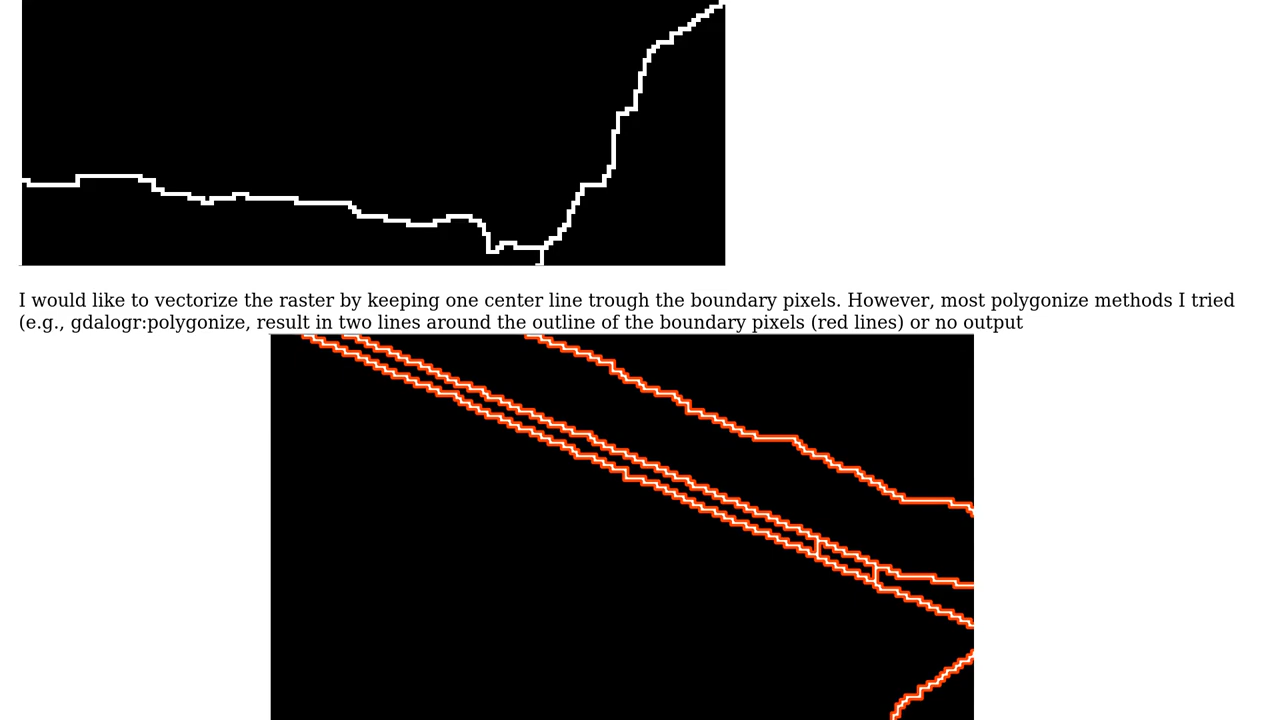 I would like to vectorize the raster by keeping one center line trough the boundary pixels. However, most polygonize methods I tried
(e.g., gdalogr:polygonize, result in two lines around the outline of the boundary pixels (red lines) or no output